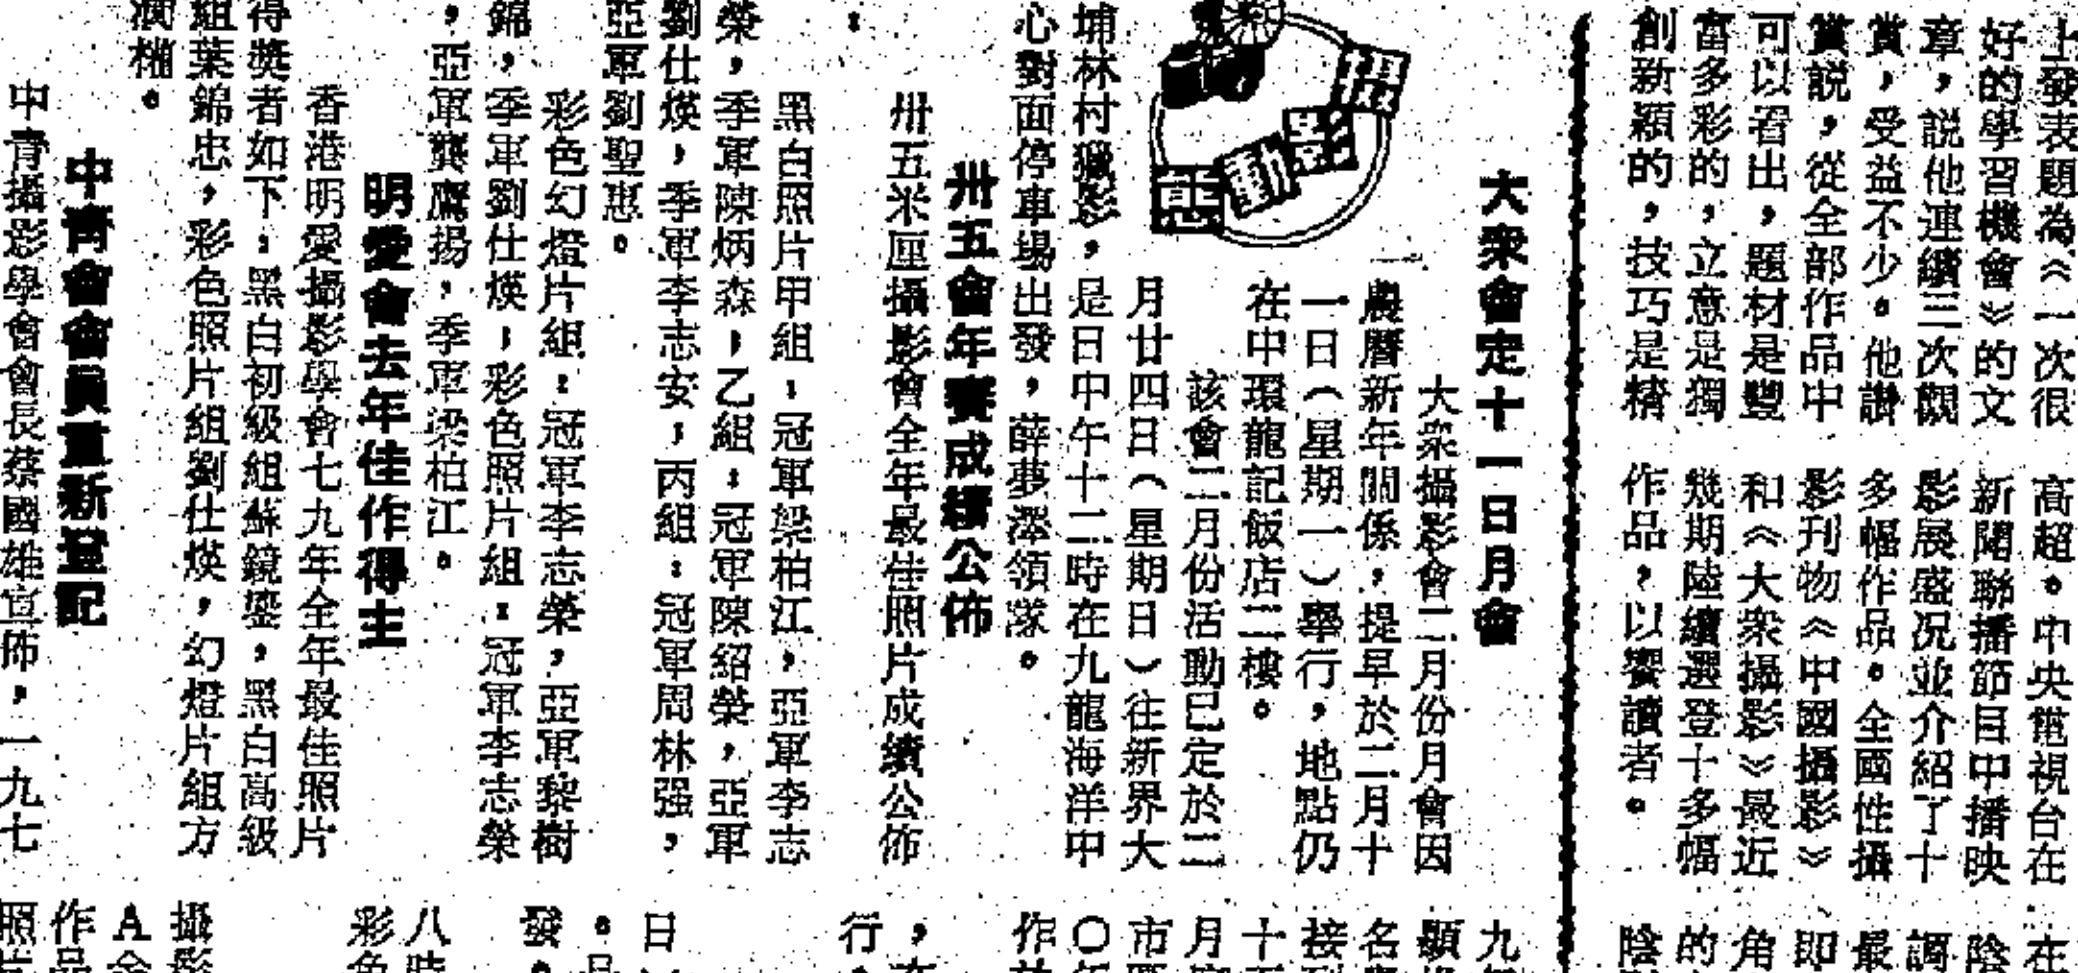 上發表題為《一次很
好的學習機會》的文
章，説他連續三次觀
賞，受益不少。他讚
賞説，從全部作品中
可以看出，題材是豐
富多彩的，立意是獨
創新穎的，技巧是精
高超。中央電視台在
新聞聯播節目中播映
影展盛況並介紹了十
多幅作品。全國性攝
影刊物《中國攝影》
和《大衆攝影》最近
幾期陸續選登十多幅
作品，以饗讀者。
攝影動態
大衆會定十一日月會
大衆攝影會二月份月會因
農曆新年關係，提早於二月十
一日（星期一）舉行，地點仍
在中環龍記飯店二樓。
該會二月份活動已定於二
月廿四日（星期日）往新界大
埔林村獵影，是日中午十二時在九龍海洋中
心對面停車場出發，薛夢澤領隊。
卅五會年賽成績公佈
卅五米厘攝影會全年最佳照片成績公佈
：
黑白照片甲組：冠軍梁柏江，亞軍李志
榮，季軍陳炳森；乙組：冠軍陳紹榮，亞軍
劉仕煐，季軍李志安；丙組：冠軍周林强，
亞軍劉聖惠。
彩色幻燈片組：冠軍李志榮，亞軍黎樹
錦，季軍劉仕煐；彩色照片組：冠軍李志榮
，亞軍龔鷹揚，季軍梁柏江。
明愛會去年佳作得主
香港明愛攝影學會七九年全年最佳照片
得獎者如下：黑白初級組蘇鏡鎏，黑白高級
組葉錦忠，彩色照片組劉仕煐，幻燈片組方
中靑會會員重新登記
中青攝影學會會長蔡國雄宣佈，一九七